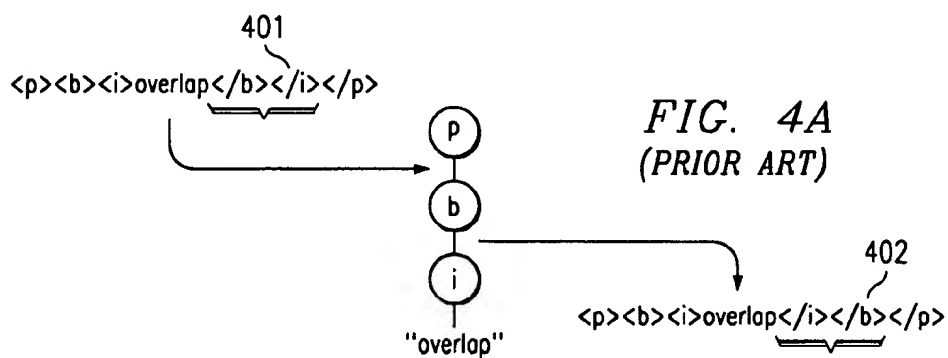 401
<p><b><i>overlap</b></i></p>
FIG. 4A
(PRIOR ART)
p
b
i
"overlap"
402
<p><b><i>overlap</i></b></p>